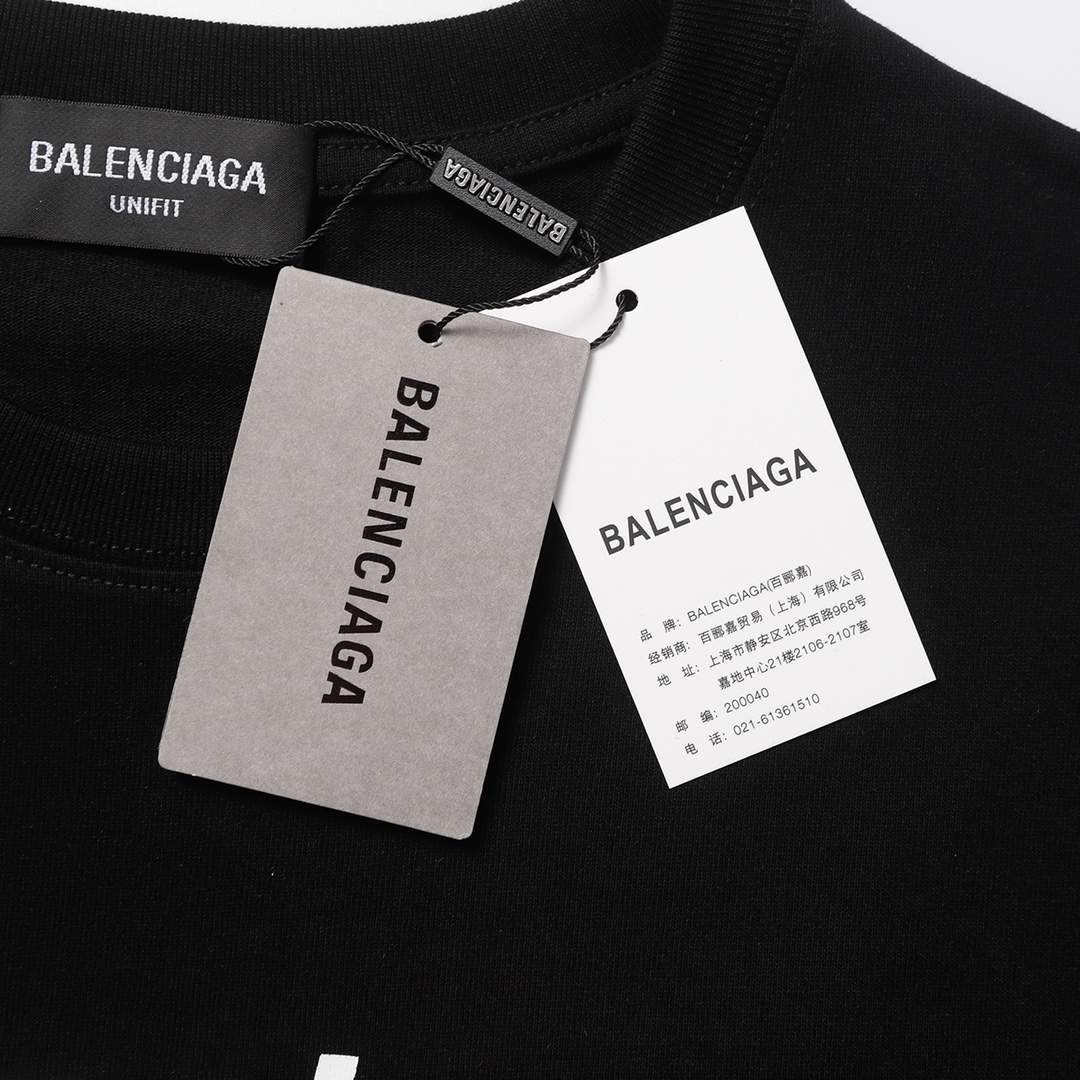 BALENCIAGA
UNIFIT
BALENCIAGA
BALENCIAGA
BALENCIAGA
品 牌: BALENCIAGA(百郦嘉)
经销商: 百郦嘉贸易（上海）有限公司
地 址: 上海市静安区北京西路968号
嘉地中心21楼2106-2107室
邮 编: 200040
电 话: 021-61361510